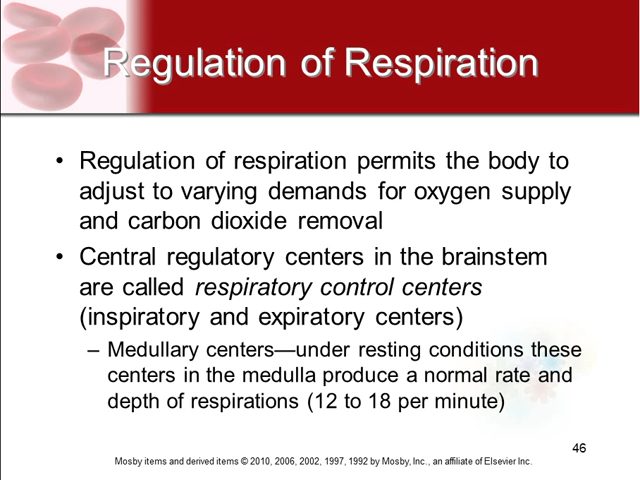 Regulation of Respiration
• Regulation of respiration permits the body to
adjust to varying demands for oxygen supply
and carbon dioxide removal
• Central regulatory centers in the brainstem
are called respiratory control centers
(inspiratory and expiratory centers)
– Medullary centers—under resting conditions these
centers in the medulla produce a normal rate and
depth of respirations (12 to 18 per minute)
46
Mosby items and derived items © 2010, 2006, 2002, 1997, 1992 by Mosby, Inc., an affiliate of Elsevier Inc.